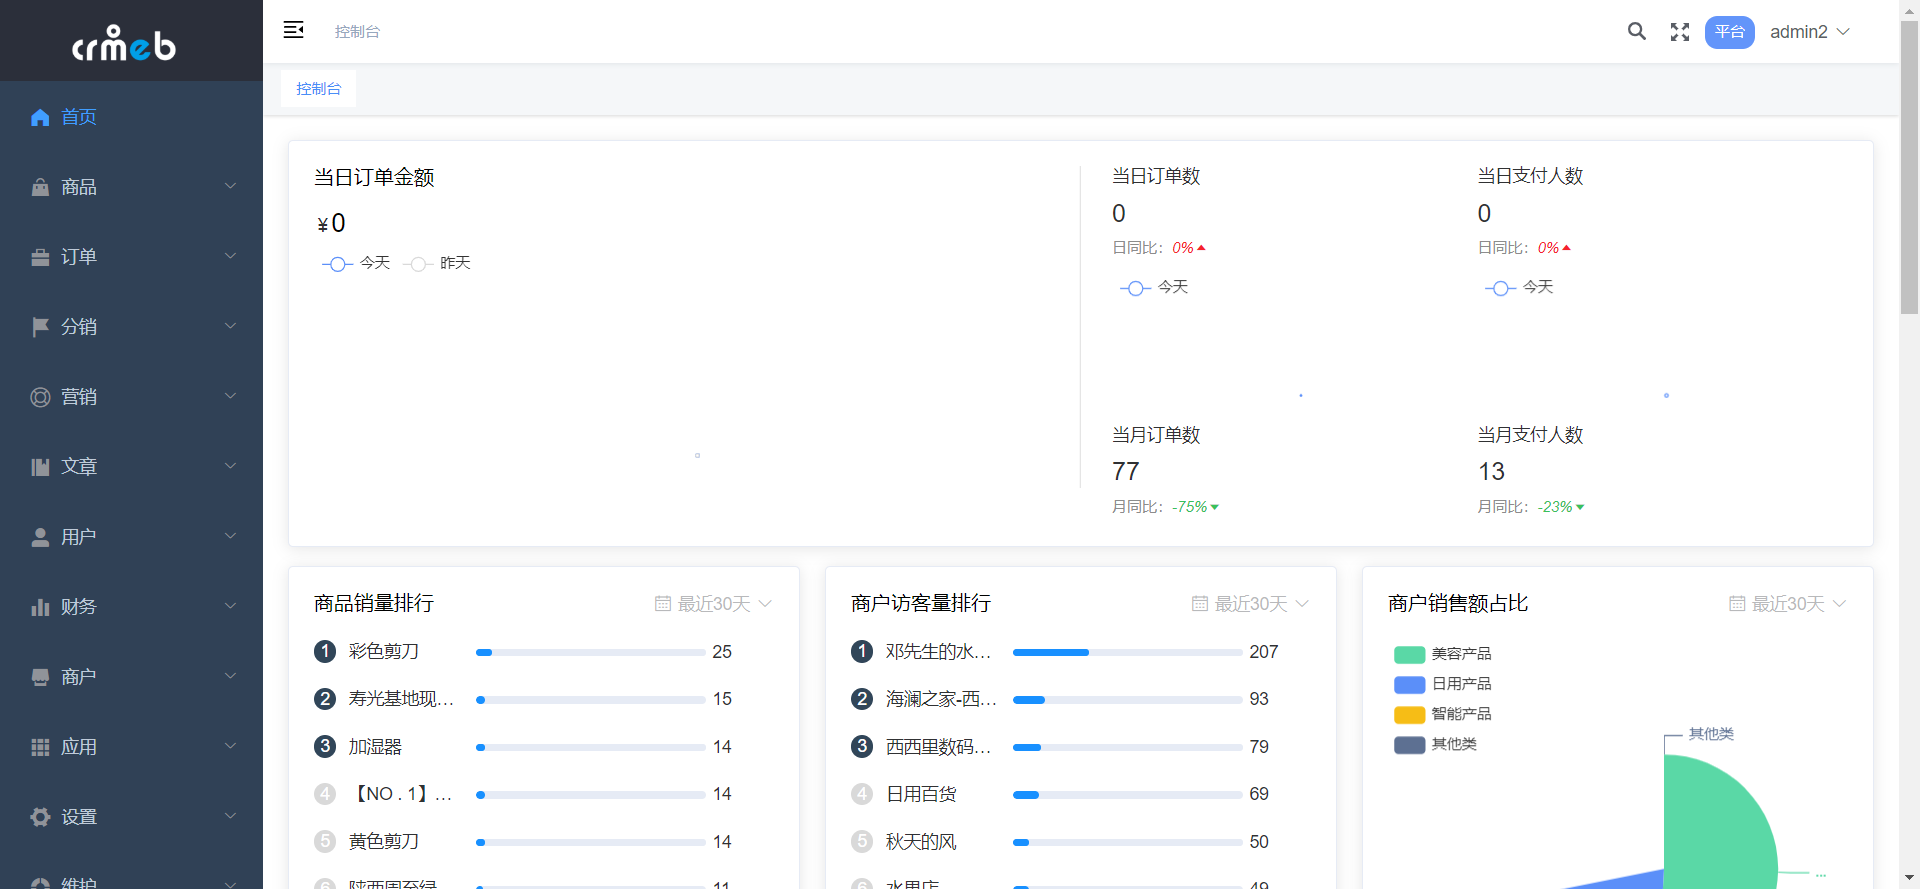 crmeb
控制台
平台
admin2
控制台
首页
商品
订单
分销
营销
文章
用户
财务
商户
应用
设置
维护
当日订单金额
¥0
今天 昨天
当日订单数
0
日同比：0%
今天
当日支付人数
0
日同比：0%
今天
当月订单数
77
月同比：-75%
当月支付人数
13
月同比：-23%
商品销量排行
最近30天
1 彩色剪刀 25
2 寿光基地现... 15
3 加湿器 14
4 【NO . 1】... 14
5 黄色剪刀 14
6 陕西周至绿 11
商户访客量排行
最近30天
1 邓先生的水... 207
2 海澜之家-西... 93
3 西西里数码... 79
4 日用百货 69
5 秋天的风 50
6 水果店 49
商户销售额占比
最近30天
美容产品
日用产品
智能产品
其他类
其他类
...